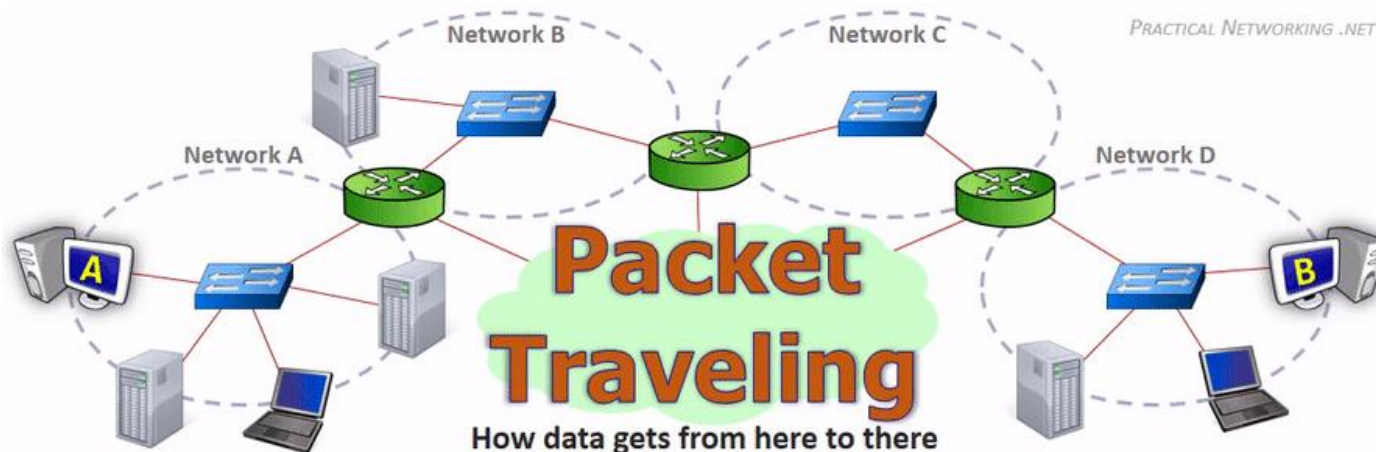 Network B
Network C
PRACTICAL NETWORKING .NET
Network A
Network D
A
B
Packet
Traveling
How data gets from here to there